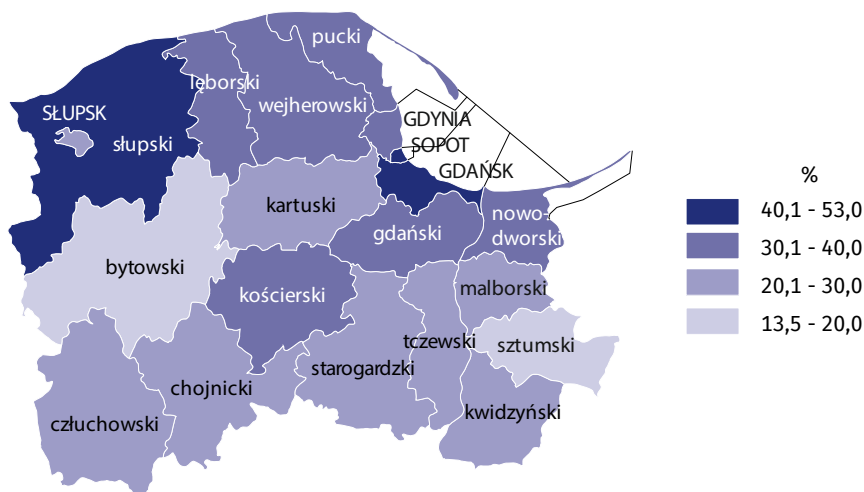 pucki
lęborski
wejherowski
GDYNIA
SOPOT
GDAŃSK
SŁUPSK
słupski
kartuski
nowo-
dworski
gdański
bytowski
kościerski
malborski
tczewski
sztumski
starogardzki
chojnicki
człuchowski
kwidzyński
%
40,1 - 53,0
30,1 - 40,0
20,1 - 30,0
13,5 - 20,0